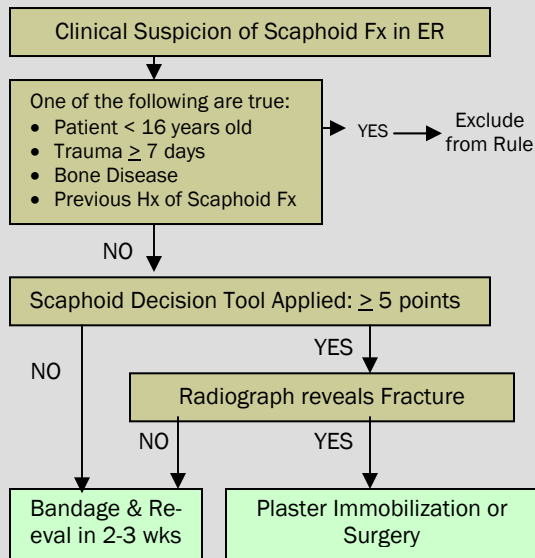 Clinical Suspicion of Scaphoid Fx in ER
One of the following are true:
• Patient < 16 years old
• Trauma ≥ 7 days
• Bone Disease
• Previous Hx of Scaphoid Fx
YES
Exclude
from Rule
NO
Scaphoid Decision Tool Applied: ≥ 5 points
NO
YES
Radiograph reveals Fracture
NO
YES
Bandage & Re-
eval in 2-3 wks
Plaster Immobilization or
Surgery